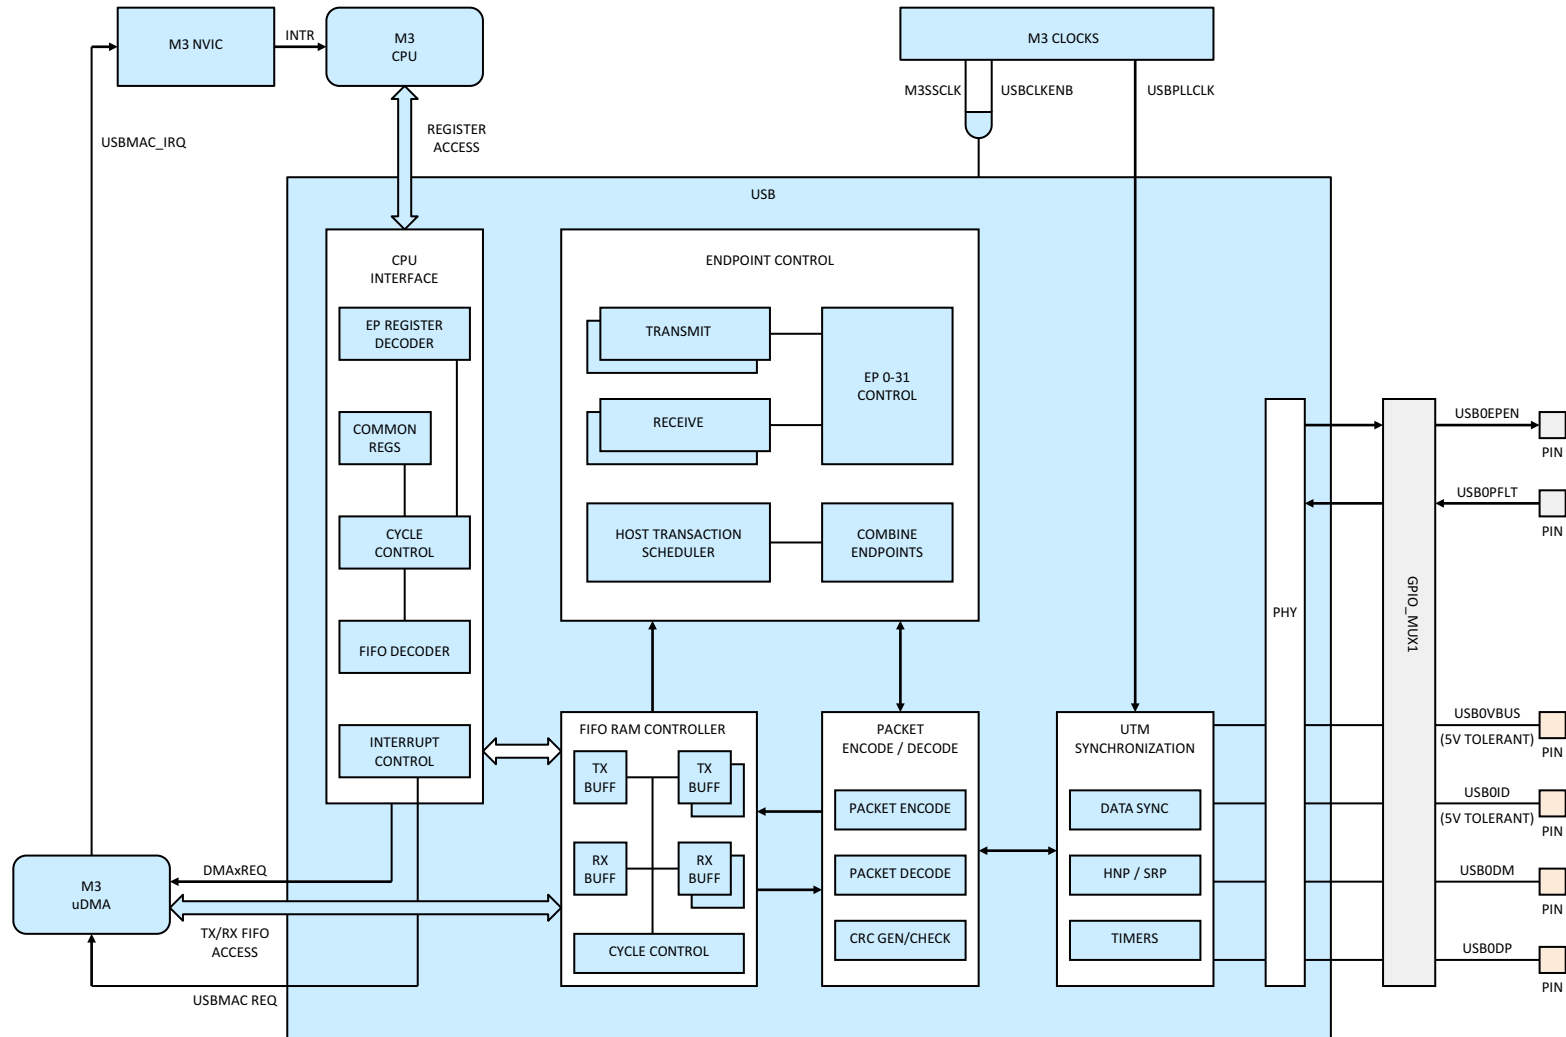 M3 NVIC
INTR
M3
CPU
M3 CLOCKS
M3SSCLK
USBCLKENB
USBPLLCLK
USBMAC_IRQ
REGISTER
ACCESS
USB
CPU
INTERFACE
EP REGISTER
DECODER
COMMON
REGS
CYCLE
CONTROL
FIFO DECODER
INTERRUPT
CONTROL
ENDPOINT CONTROL
TRANSMIT
RECEIVE
EP 0-31
CONTROL
HOST TRANSACTION
SCHEDULER
COMBINE
ENDPOINTS
FIFO RAM CONTROLLER
TX
BUFF
TX
BUFF
RX
BUFF
RX
BUFF
CYCLE CONTROL
PACKET
ENCODE / DECODE
PACKET ENCODE
PACKET DECODE
CRC GEN/CHECK
UTM
SYNCHRONIZATION
DATA SYNC
HNP / SRP
TIMERS
PHY
GPIO_MUX1
USB0EPEN
PIN
USB0PFLT
PIN
USB0VBUS
(5V TOLERANT)
PIN
USB0ID
(5V TOLERANT)
PIN
USB0DM
PIN
USB0DP
PIN
M3
uDMA
DMAxREQ
TX/RX FIFO
ACCESS
USBMAC REQ